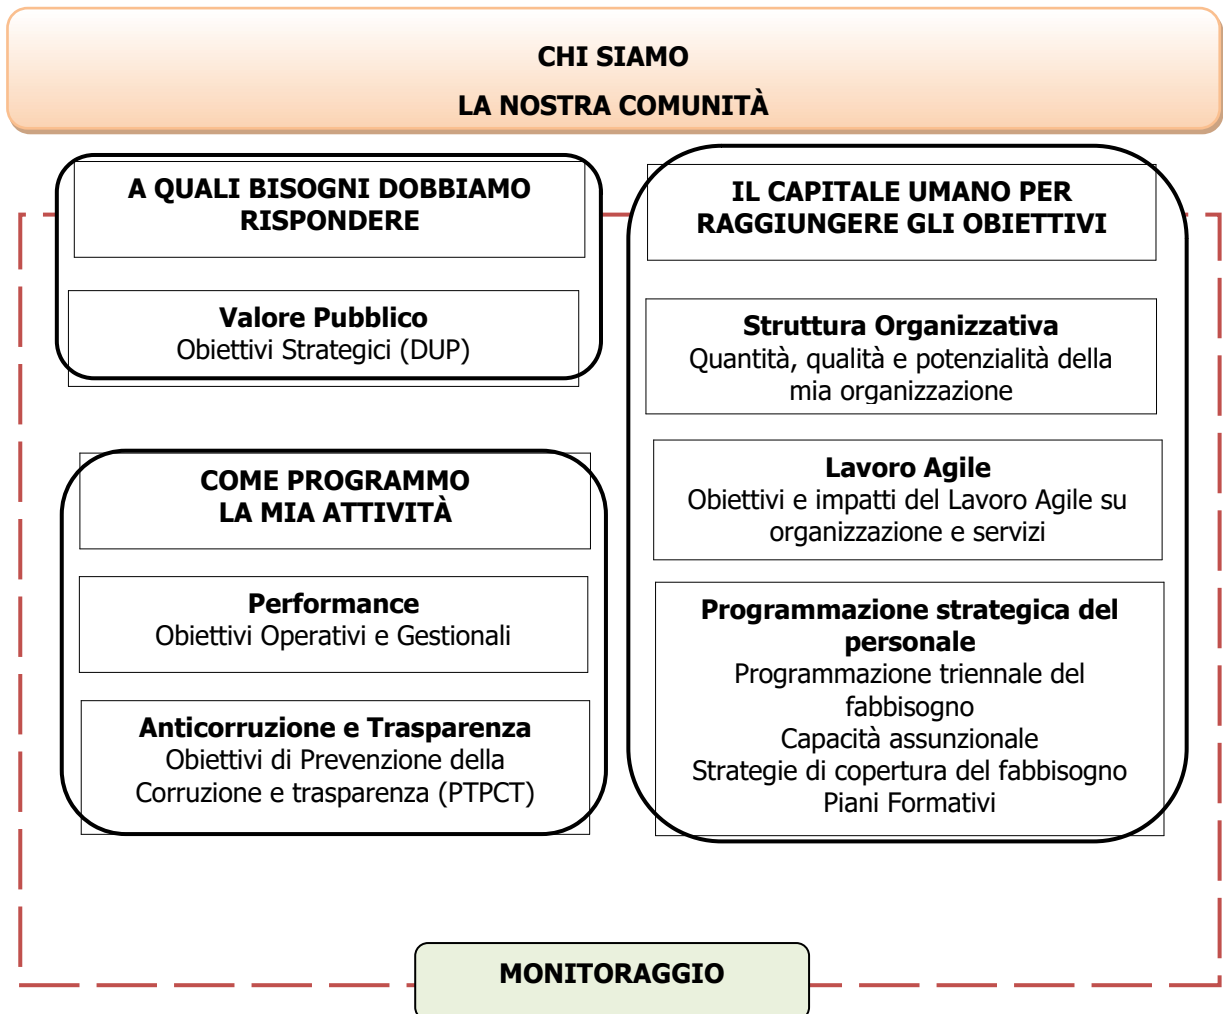 CHI SIAMO
LA NOSTRA COMUNITÀ
A QUALI BISOGNI DOBBIAMO
RISPONDERE
Valore Pubblico
Obiettivi Strategici (DUP)
COME PROGRAMMO
LA MIA ATTIVITÀ
Performance
Obiettivi Operativi e Gestionali
Anticorruzione e Trasparenza
Obiettivi di Prevenzione della
Corruzione e trasparenza (PTPCT)
IL CAPITALE UMANO PER
RAGGIUNGERE GLI OBIETTIVI
Struttura Organizzativa
Quantità, qualità e potenzialità della
mia organizzazione
Lavoro Agile
Obiettivi e impatti del Lavoro Agile su
organizzazione e servizi
Programmazione strategica del
personale
Programmazione triennale del
fabbisogno
Capacità assunzionale
Strategie di copertura del fabbisogno
Piani Formativi
MONITORAGGIO